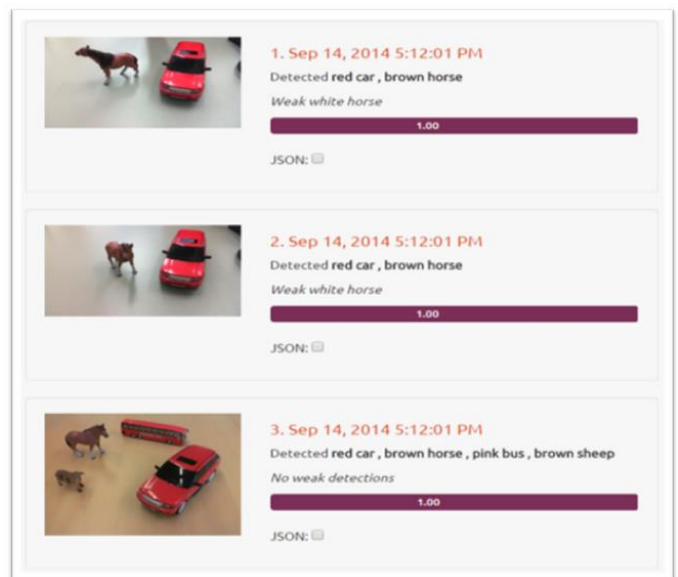 1. Sep 14, 2014 5:12:01 PM
Detected red car , brown horse
Weak white horse
1.00
JSON:
2. Sep 14, 2014 5:12:01 PM
Detected red car , brown horse
Weak white horse
1.00
JSON:
3. Sep 14, 2014 5:12:01 PM
Detected red car , brown horse , pink bus , brown sheep
No weak detections
1.00
JSON: